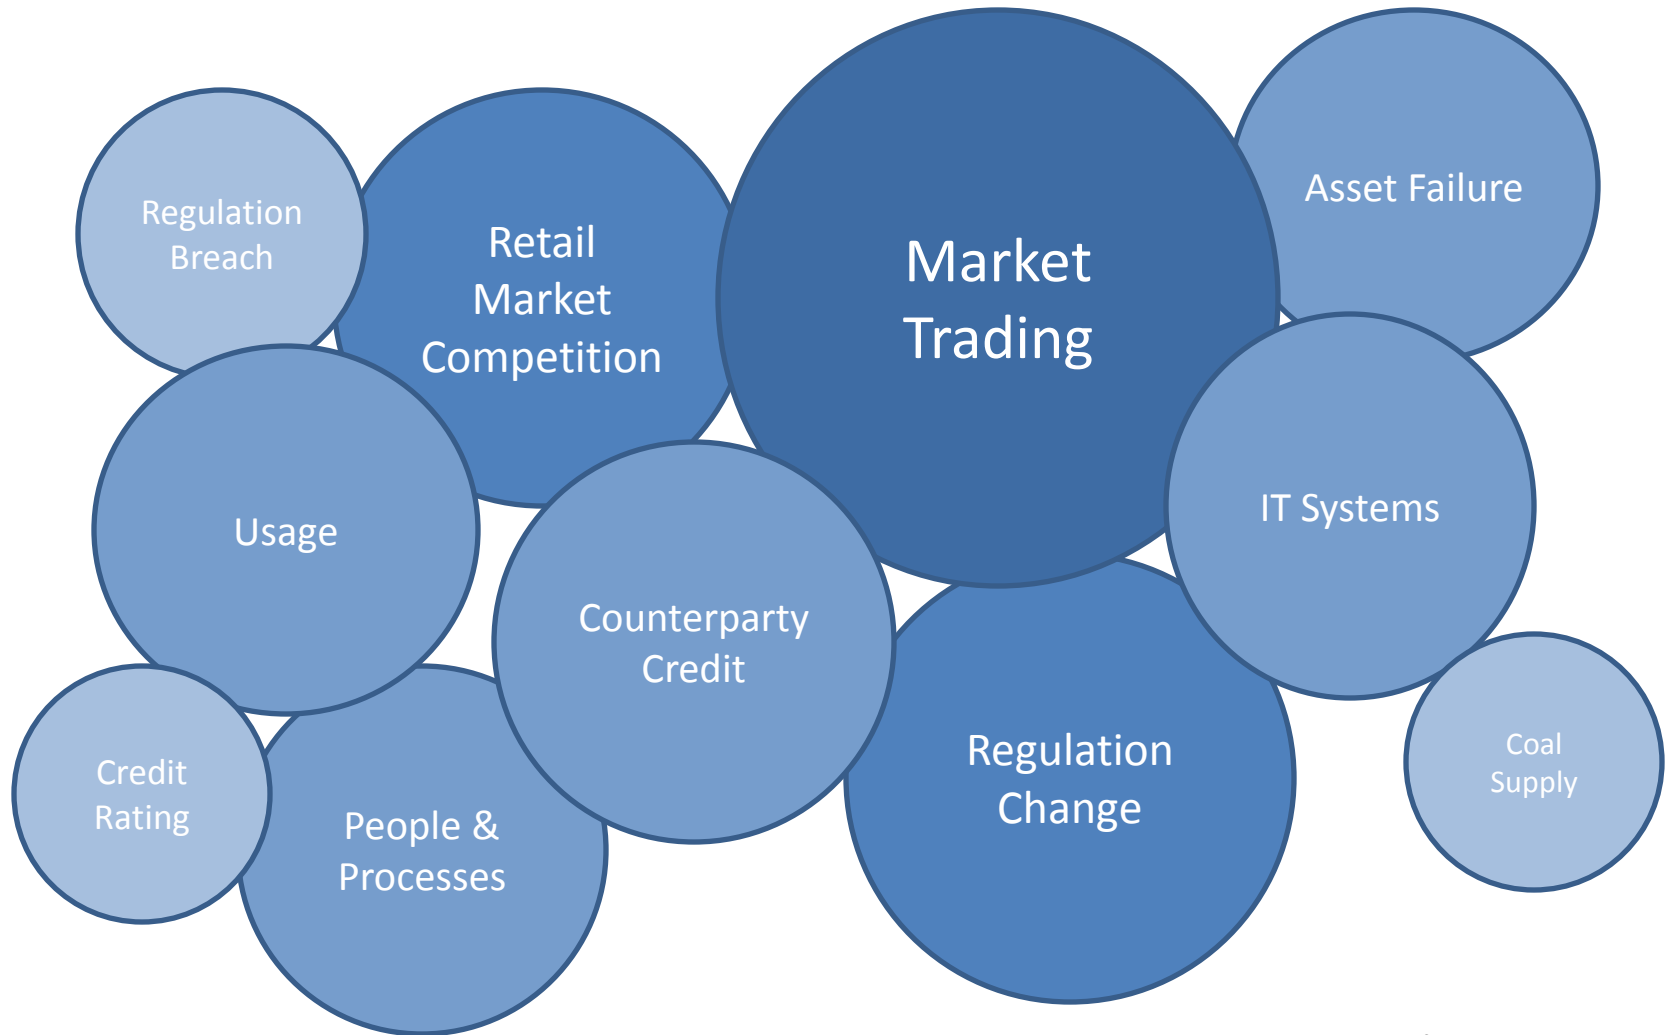 Regulation
Breach
Retail
Market
Competition
Market
Trading
Asset Failure
Usage
Counterparty
Credit
IT Systems
Credit
Rating
People &
Processes
Regulation
Change
Coal
Supply